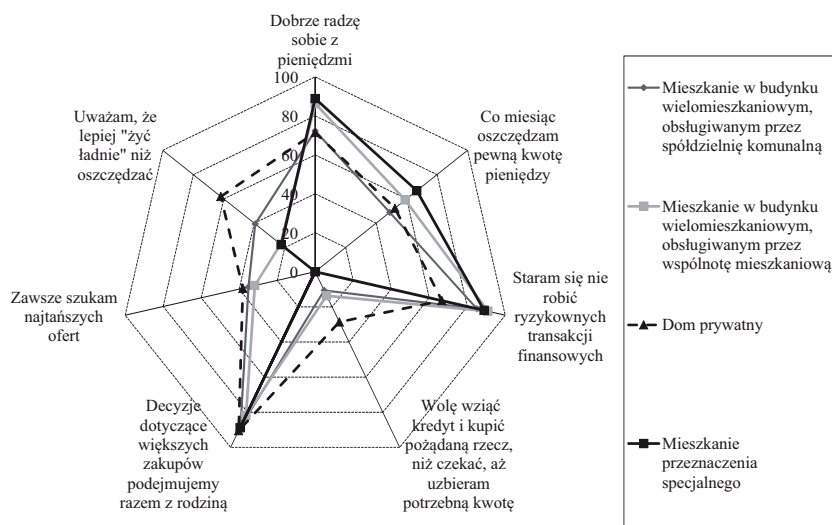 Dobrze radzę
sobie z
pieniędzmi
100
80
60
40
20
0
Co miesiąc
oszczędzam
pewną kwotę
pieniędzy
Staram się nie
robić
ryzykownych
transakcji
finansowych
Wolę wziąć
kredyt i kupić
pożądaną rzecz,
niż czekać, aż
uzbieram
potrzebną kwotę
Decyzje
dotyczące
większych
zakupów
podejmujemy
razem z rodziną
Zawsze szukam
najtańszych
ofert
Uważam, że
lepiej "żyć
ładnie" niż
oszczędzać
Mieszkanie w budynku
wielomieszkaniowym,
obsługiwanym przez
spółdzielnię komunalną
Mieszkanie w budynku
wielomieszkaniowym,
obsługiwanym przez
wspólnotę mieszkaniową
Dom prywatny
Mieszkanie
przeznaczenia
specjalnego